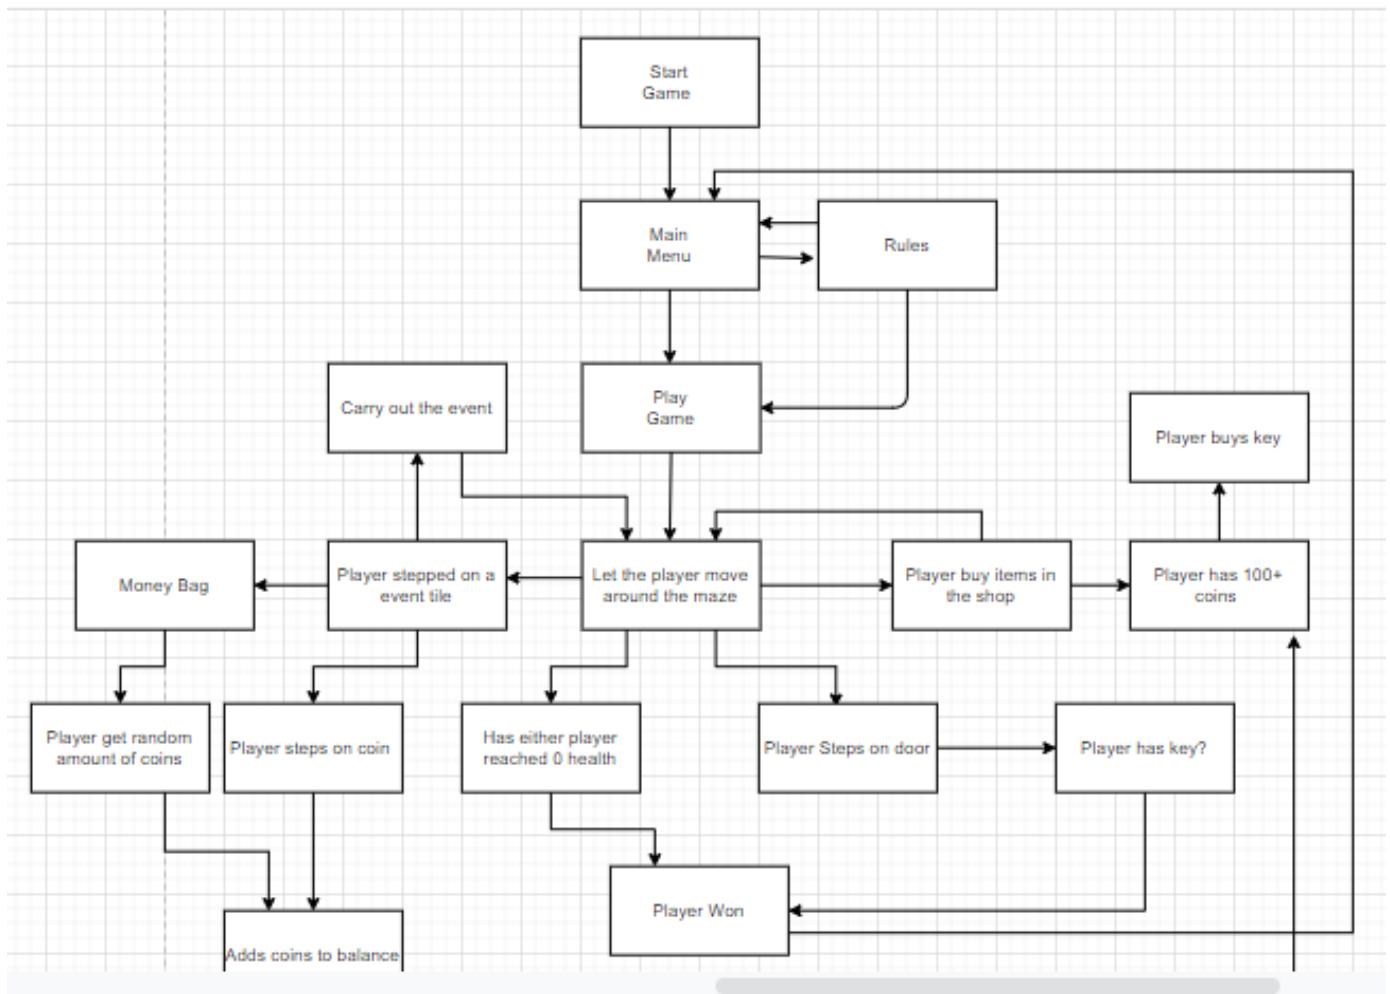 Start
Game
Main
Menu
Rules
Carry out the event
Play
Game
Player buys key
Money Bag
Player stepped on a
event tile
Let the player move
around the maze
Player buy items in
the shop
Player has 100+
coins
Player get random
amount of coins
Player steps on coin
Has either player
reached 0 health
Player Steps on door
Player has key?
Player Won
Adds coins to balance